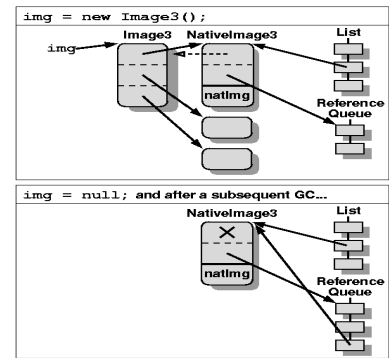 img = new Image3();
Image3 NativeImage3 List
img
natImg
Reference
Queue
img = null; and after a subsequent GC...
NativeImage3 List
natImg
Reference
Queue